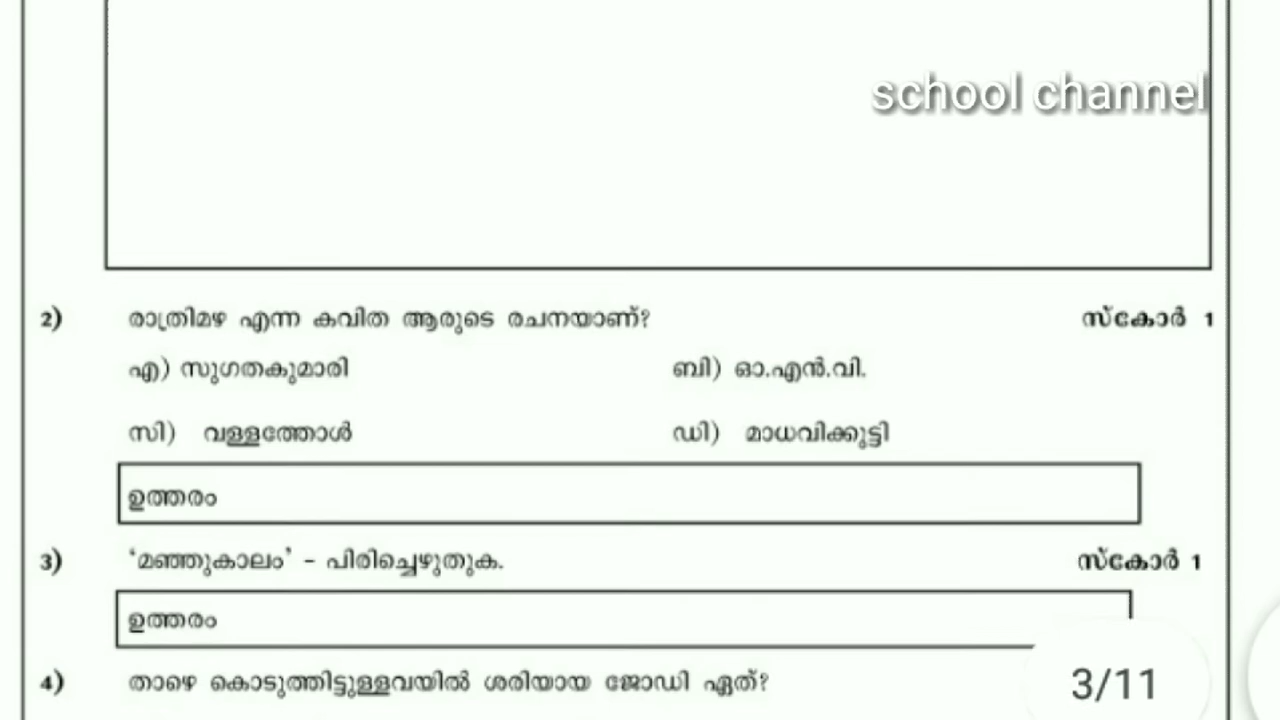 school channel
2) രാത്രിമഴ എന്ന കവിത ആരുടെ രചനയാണ്? സ്കോർ 1
എ) സുഗതകുമാരി ബി) ഓ.എൻ.വി.
സി) വള്ളത്തോൾ ഡി) മാധവിക്കുട്ടി
ഉത്തരം
3) 'മഞ്ഞുകാലം' - പിരിച്ചെഴുതുക. സ്കോർ 1
ഉത്തരം
4) താഴെ കൊടുത്തിട്ടുള്ളവയിൽ ശരിയായ ജോഡി ഏത്?
3/11